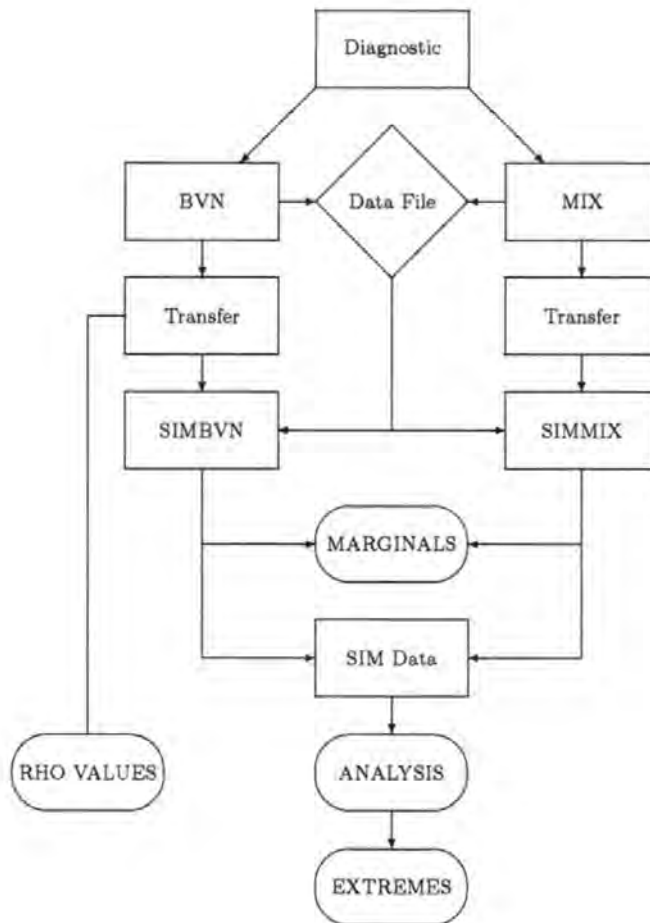 Diagnostic
BVN
Data File
MIX
Transfer
Transfer
SIMBVN
SIMMIX
MARGINALS
SIM Data
RHO VALUES
ANALYSIS
EXTREMES